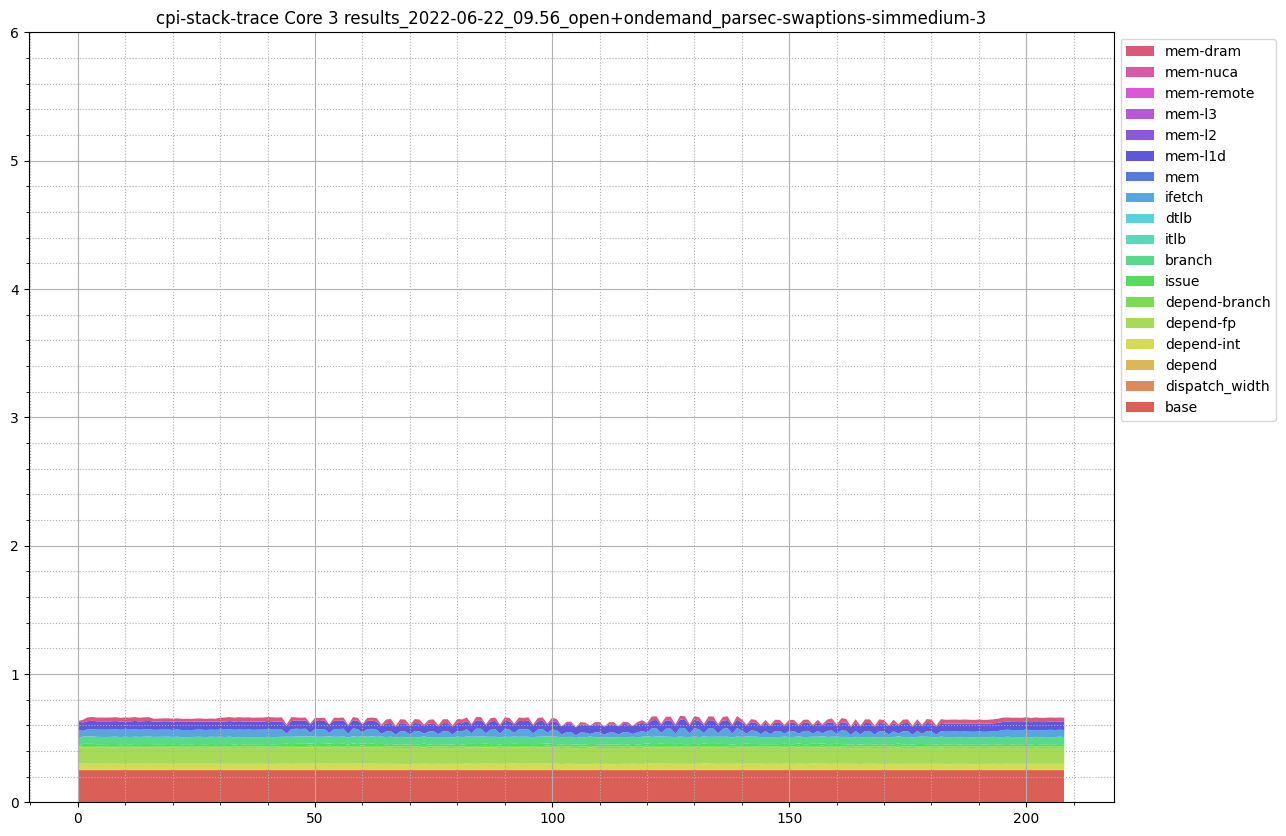 cpi-stack-trace Core 3 results_2022-06-22_09.56_open+ondemand_parsec-swaptions-simmedium-3
6
5
4
3
2
1
0
0 50 100 150 200
mem-dram
mem-nuca
mem-remote
mem-l3
mem-l2
mem-l1d
mem
ifetch
dtlb
itlb
branch
issue
depend-branch
depend-fp
depend-int
depend
dispatch_width
base